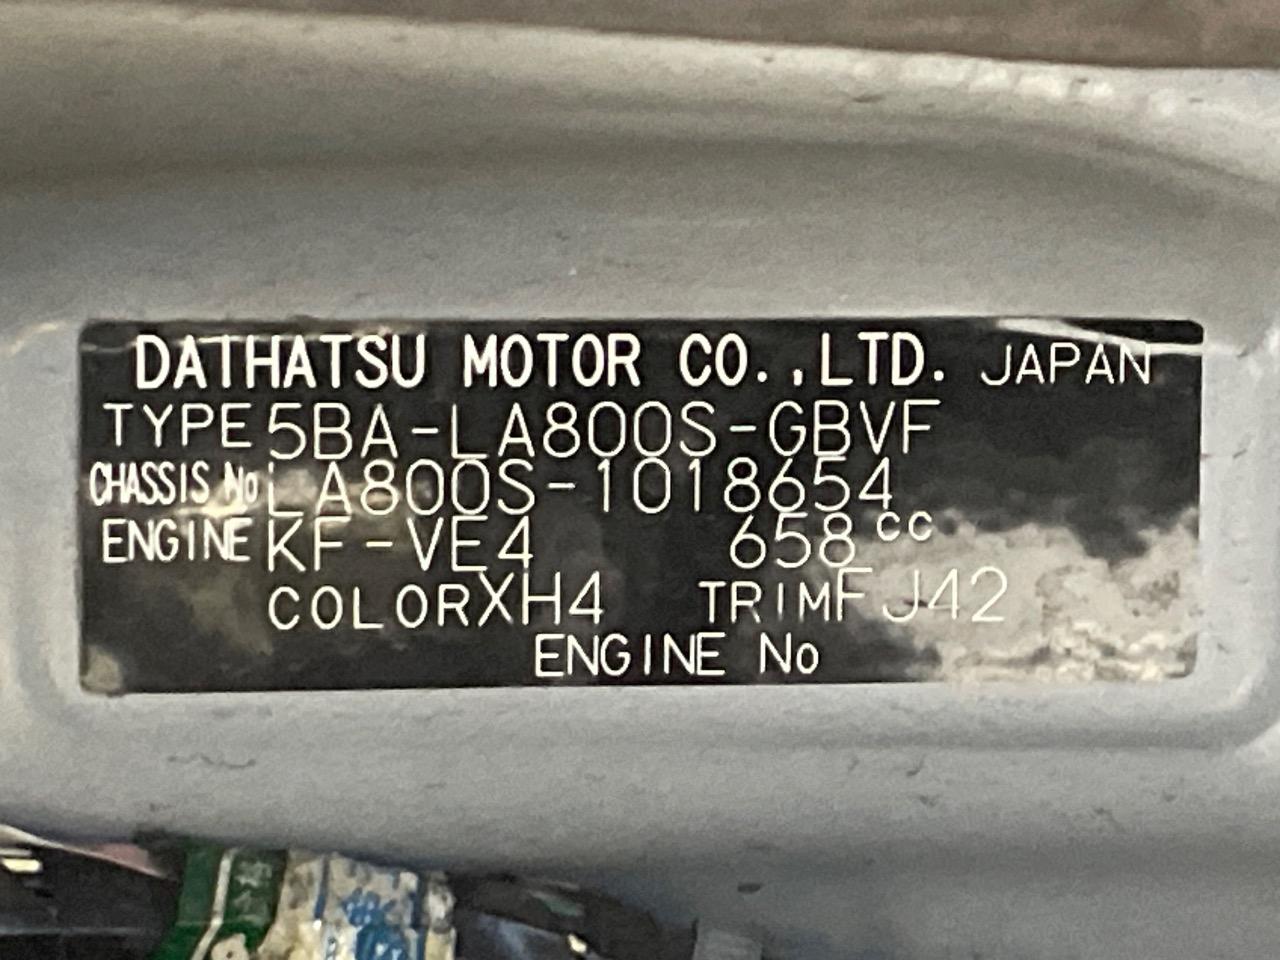 DAIHATSU MOTOR CO.,LTD. JAPAN
TYPE 5BA-LA800S-GBVF
CHASSIS No LA800S-1018654
ENGINE KF-VE4 658cc
COLOR XH4 TRIM FJ42
ENGINE No